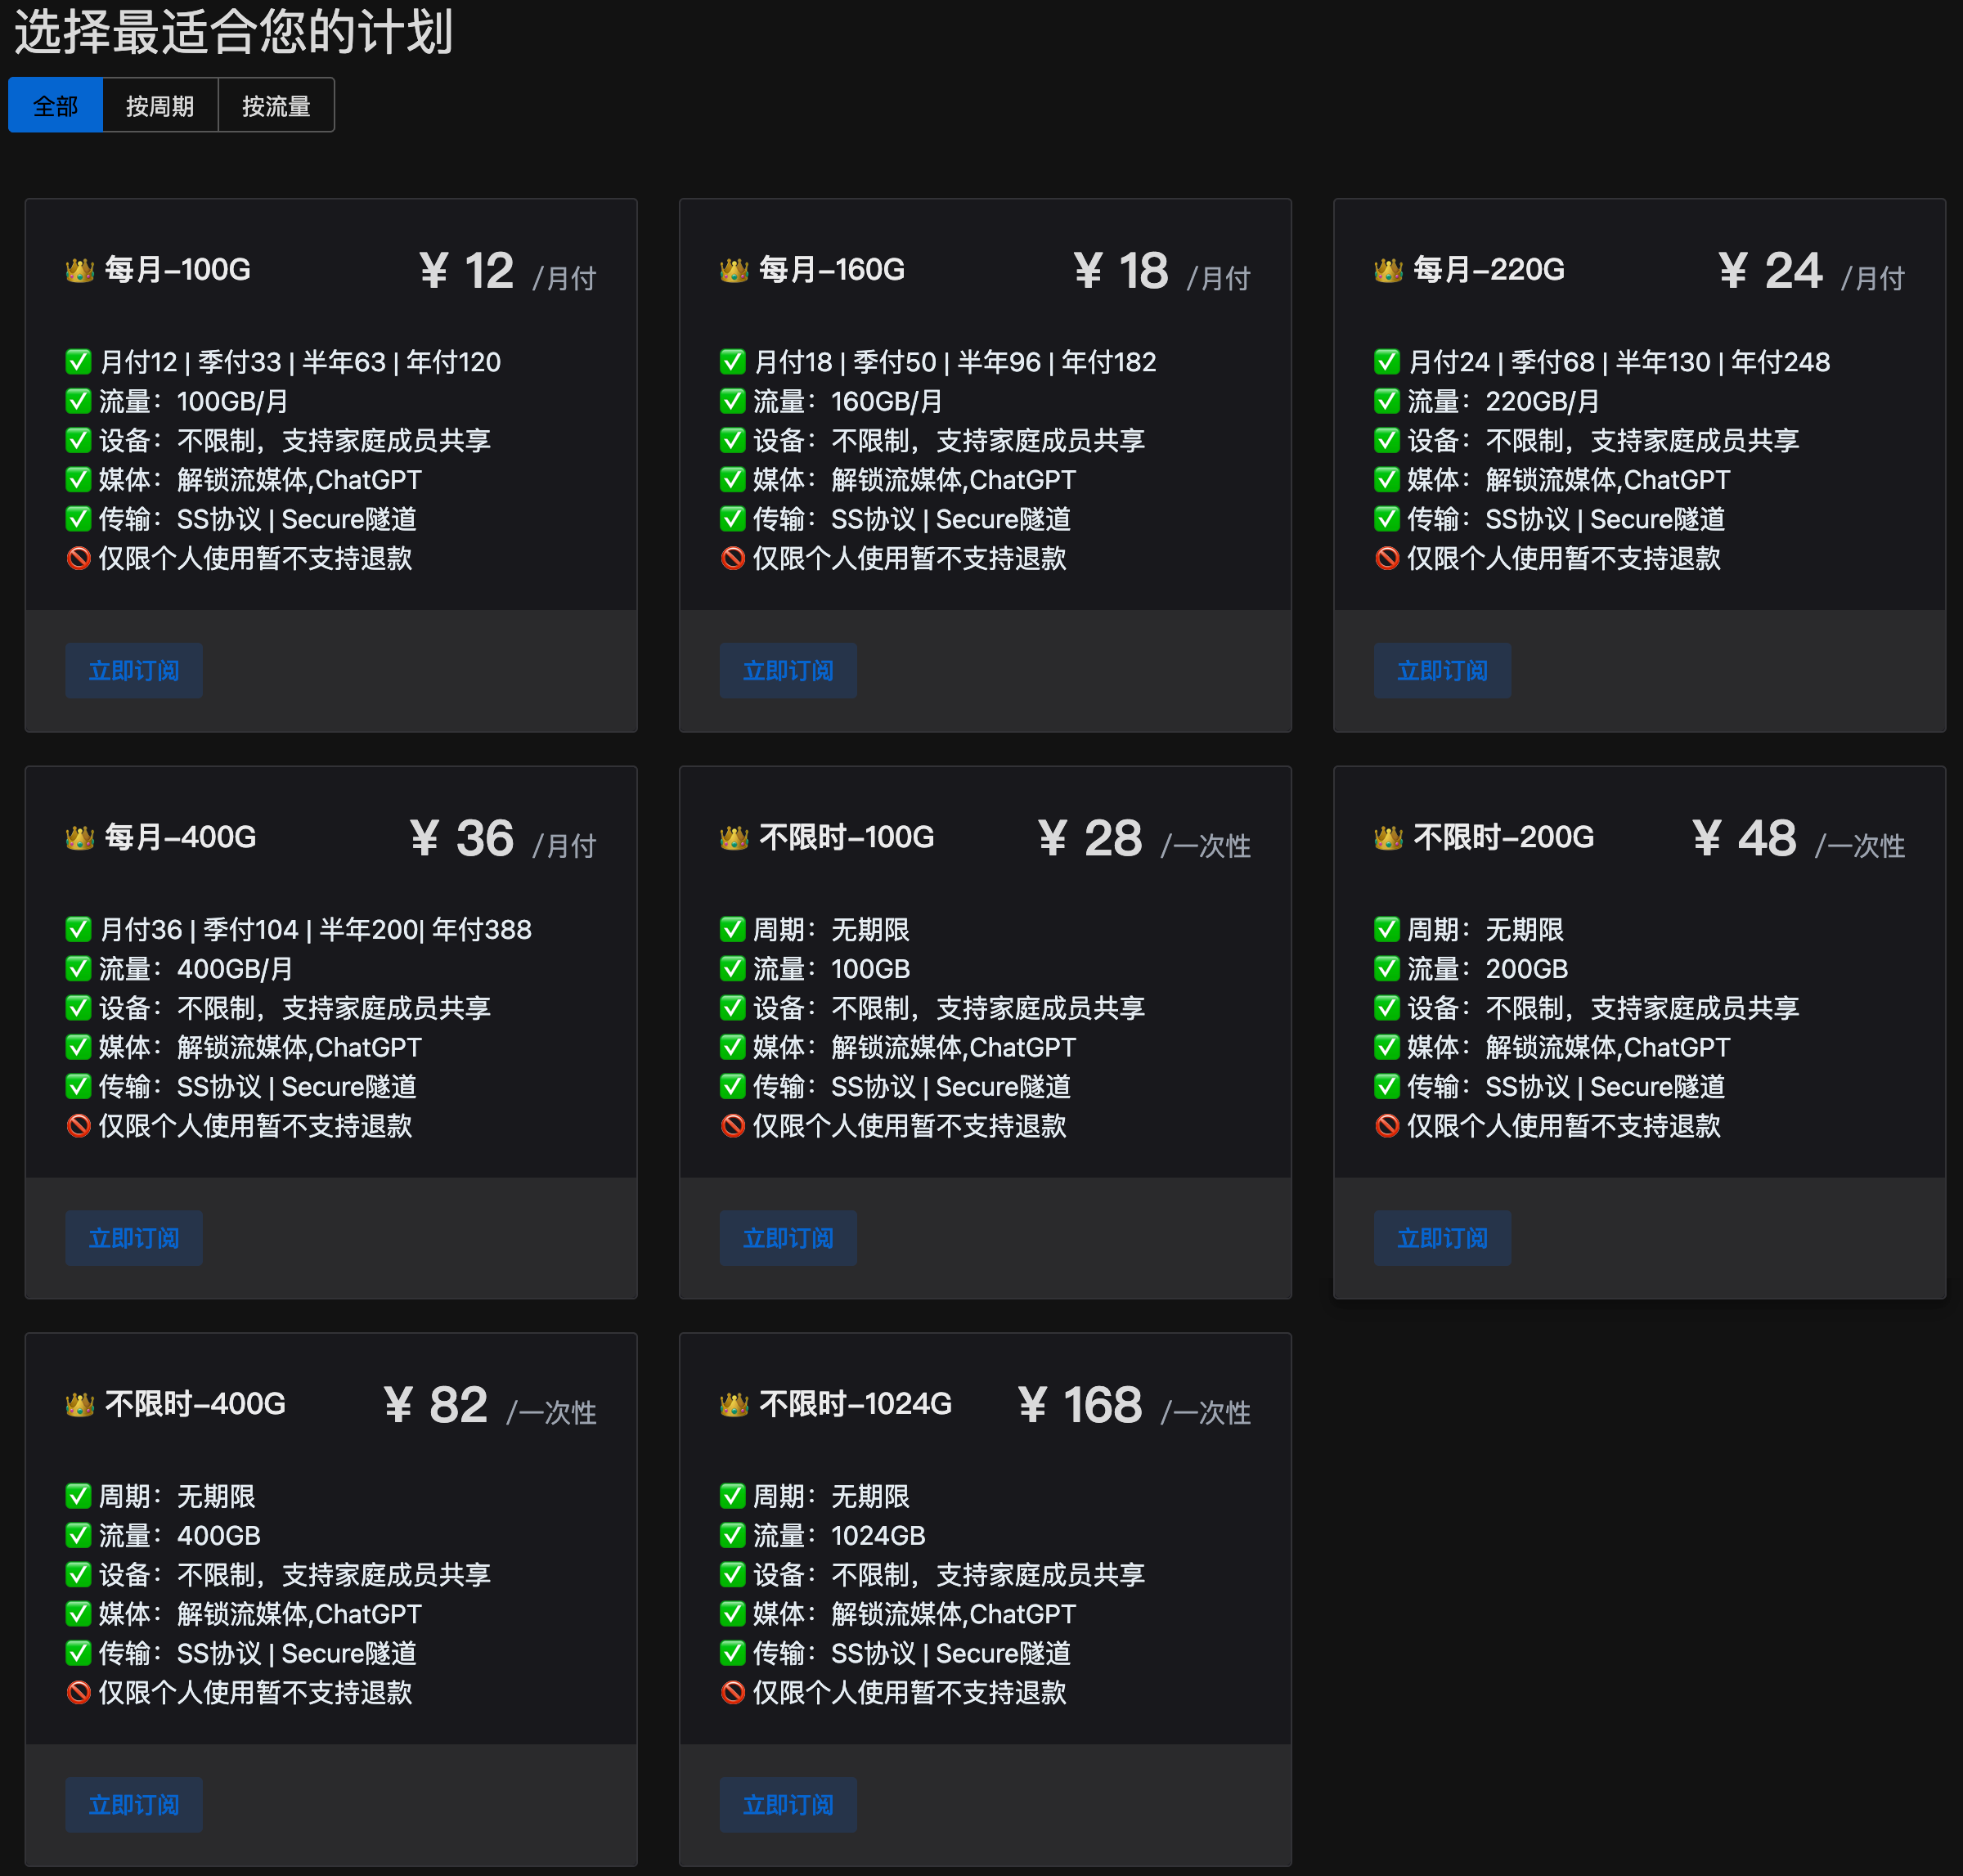 选择最适合您的计划
全部 按周期 按流量
👑 每月-100G ¥ 12 /月付
✅ 月付12 | 季付33 | 半年63 | 年付120
✅ 流量：100GB/月
✅ 设备：不限制，支持家庭成员共享
✅ 媒体：解锁流媒体,ChatGPT
✅ 传输：SS协议 | Secure隧道
🚫 仅限个人使用暂不支持退款
立即订阅
👑 每月-160G ¥ 18 /月付
✅ 月付18 | 季付50 | 半年96 | 年付182
✅ 流量：160GB/月
✅ 设备：不限制，支持家庭成员共享
✅ 媒体：解锁流媒体,ChatGPT
✅ 传输：SS协议 | Secure隧道
🚫 仅限个人使用暂不支持退款
立即订阅
👑 每月-220G ¥ 24 /月付
✅ 月付24 | 季付68 | 半年130 | 年付248
✅ 流量：220GB/月
✅ 设备：不限制，支持家庭成员共享
✅ 媒体：解锁流媒体,ChatGPT
✅ 传输：SS协议 | Secure隧道
🚫 仅限个人使用暂不支持退款
立即订阅
👑 每月-400G ¥ 36 /月付
✅ 月付36 | 季付104 | 半年200| 年付388
✅ 流量：400GB/月
✅ 设备：不限制，支持家庭成员共享
✅ 媒体：解锁流媒体,ChatGPT
✅ 传输：SS协议 | Secure隧道
🚫 仅限个人使用暂不支持退款
立即订阅
👑 不限时-100G ¥ 28 /一次性
✅ 周期：无期限
✅ 流量：100GB
✅ 设备：不限制，支持家庭成员共享
✅ 媒体：解锁流媒体,ChatGPT
✅ 传输：SS协议 | Secure隧道
🚫 仅限个人使用暂不支持退款
立即订阅
👑 不限时-200G ¥ 48 /一次性
✅ 周期：无期限
✅ 流量：200GB
✅ 设备：不限制，支持家庭成员共享
✅ 媒体：解锁流媒体,ChatGPT
✅ 传输：SS协议 | Secure隧道
🚫 仅限个人使用暂不支持退款
立即订阅
👑 不限时-400G ¥ 82 /一次性
✅ 周期：无期限
✅ 流量：400GB
✅ 设备：不限制，支持家庭成员共享
✅ 媒体：解锁流媒体,ChatGPT
✅ 传输：SS协议 | Secure隧道
🚫 仅限个人使用暂不支持退款
立即订阅
👑 不限时-1024G ¥ 168 /一次性
✅ 周期：无期限
✅ 流量：1024GB
✅ 设备：不限制，支持家庭成员共享
✅ 媒体：解锁流媒体,ChatGPT
✅ 传输：SS协议 | Secure隧道
🚫 仅限个人使用暂不支持退款
立即订阅